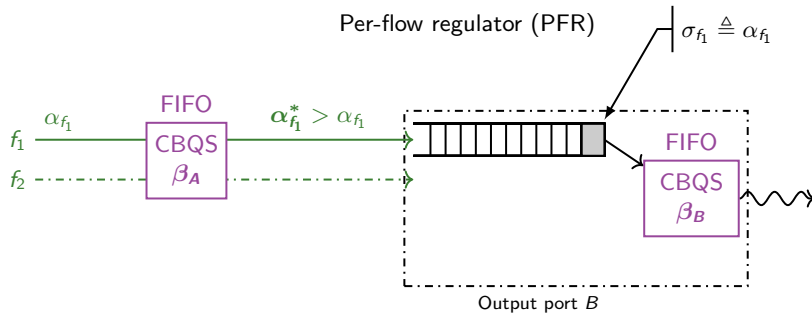 Per-flow regulator (PFR)
σ_{f_1} ≜ α_{f_1}
FIFO
α_{f_1}
α*_{f_1} > α_{f_1}
f_1
CBQS
β_A
FIFO
f_2
CBQS
β_B
Output port B